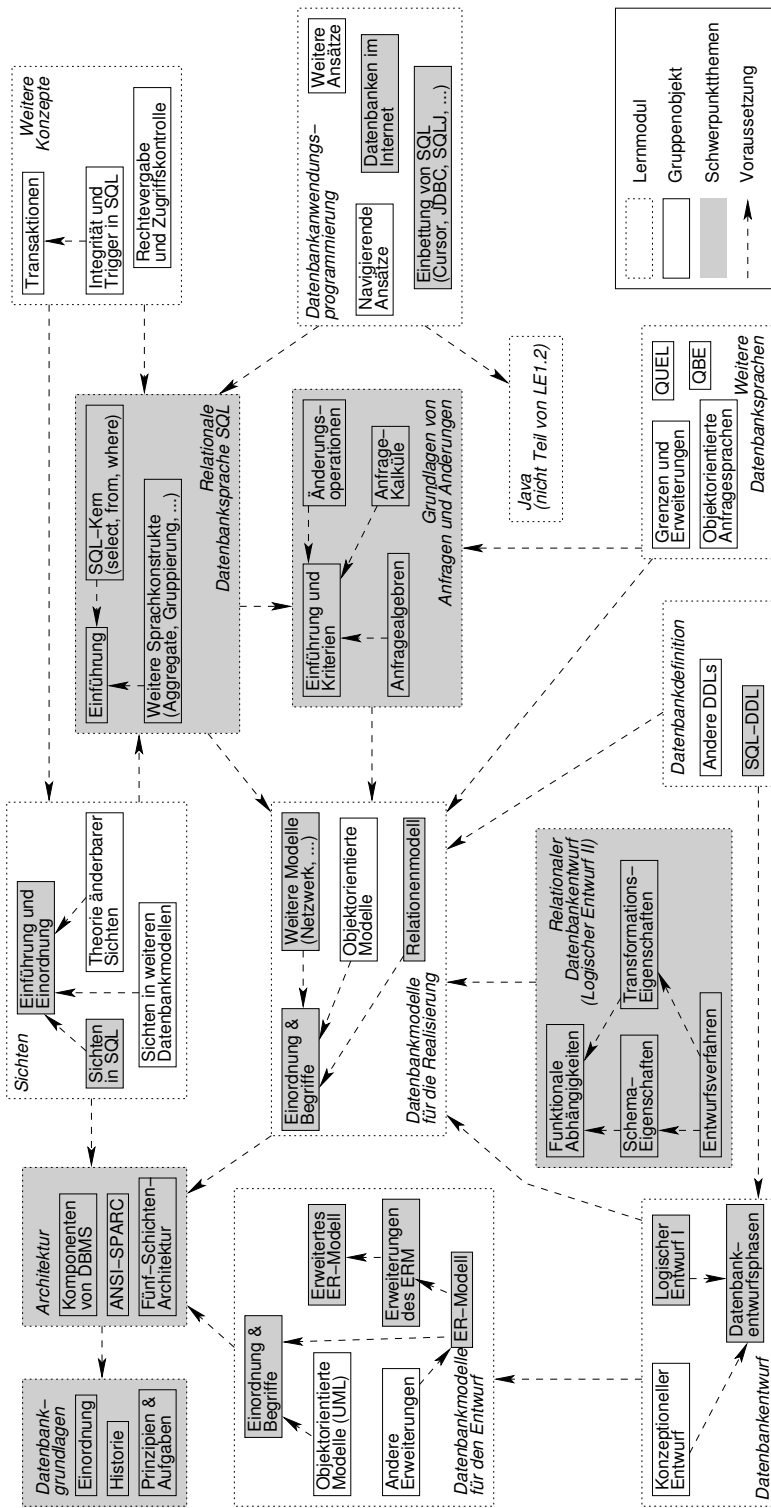 Datenbank–
grundlagen
Einordnung
Historie
Prinzipien &
Aufgaben
Architektur
Komponenten
von DBMS
ANSI–SPARC
Fünf–Schichten–
Architektur
Sichten
Sichten
in SQL
Einführung und
Einordnung
Theorie änderbarer
Sichten
Sichten in weiteren
Datenbankmodellen
Einführung
SQL–Kern
(select, from, where)
Weitere Sprachkonstrukte
(Aggregate, Gruppierung, ...)
Relationale
Datenbanksprache SQL
Weitere
Konzepte
Transaktionen
Integrität und
Trigger in SQL
Rechtevergabe
und Zugriffskontrolle
Einordnung &
Begriffe
Objektorientierte
Modelle (UML)
Erweitertes
ER–Modell
Erweiterungen
des ERM
ER–Modell
Andere
Erweiterungen
Datenbankmodelle
für den Entwurf
Einordnung &
Begriffe
Weitere Modelle
(Netzwerk, ...)
Objektorientierte
Modelle
Relationenmodell
Datenbankmodelle
für die Realisierung
Einführung und
Kriterien
Änderungs–
operationen
Anfrage–
Kalküle
Anfragealgebren
Grundlagen von
Anfragen und Änderungen
Datenbankanwendungs–
programmierung
Weitere
Ansätze
Navigierende
Ansätze
Datenbanken im
Internet
Einbettung von SQL
(Cursor, JDBC, SQLJ, ...)
Java
(nicht Teil von LE1.2)
Konzeptioneller
Entwurf
Logischer
Entwurf I
Datenbank–
entwurfsphasen
Datenbankentwurf
Relationaler
Datenbankentwurf
(Logischer Entwurf II)
Funktionale
Abhängigkeiten
Schema–
Eigenschaften
Transformations–
Eigenschaften
Entwurfsverfahren
Datenbankdefinition
Andere DDLs
SQL–DDL
Grenzen und
Erweiterungen
QUEL
QBE
Objektorientierte
Anfragesprachen
Weitere
Datenbanksprachen
Lernmodul
Gruppenobjekt
Schwerpunktthemen
Voraussetzung